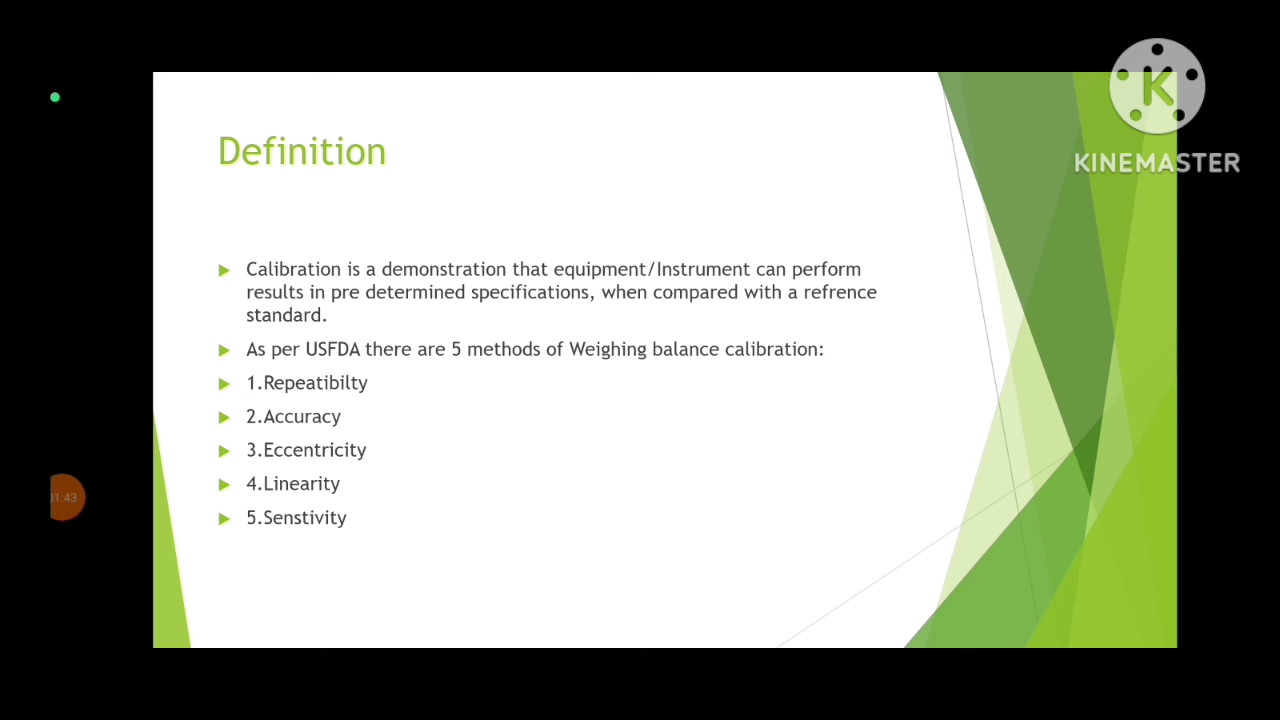 KINEMASTER
Definition
Calibration is a demonstration that equipment/Instrument can perform
results in pre determined specifications, when compared with a refrence
standard.
As per USFDA there are 5 methods of Weighing balance calibration:
1.Repeatibilty
2.Accuracy
3.Eccentricity
4.Linearity
5.Senstivity
01:43